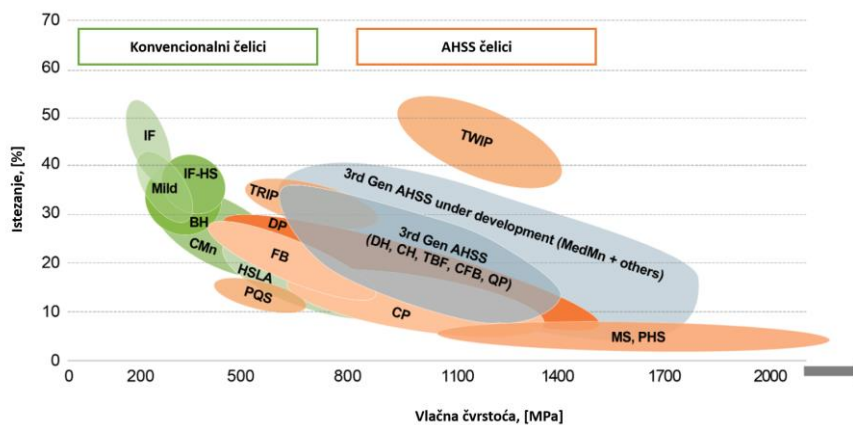 70
60
50
40
30
20
10
0
Istezanje, [%]
Konvencionalni čelici
AHSS čelici
IF
IF-HS
Mild
BH
CMn
HSLA
PQS
TRIP
DP
FB
CP
TWIP
3rd Gen AHSS under development (MedMn + others)
3rd Gen AHSS
(DH, CH, TBF, CFB, QP)
MS, PHS
0 200 500 800 1100 1400 1700 2000
Vlačna čvrstoća, [MPa]